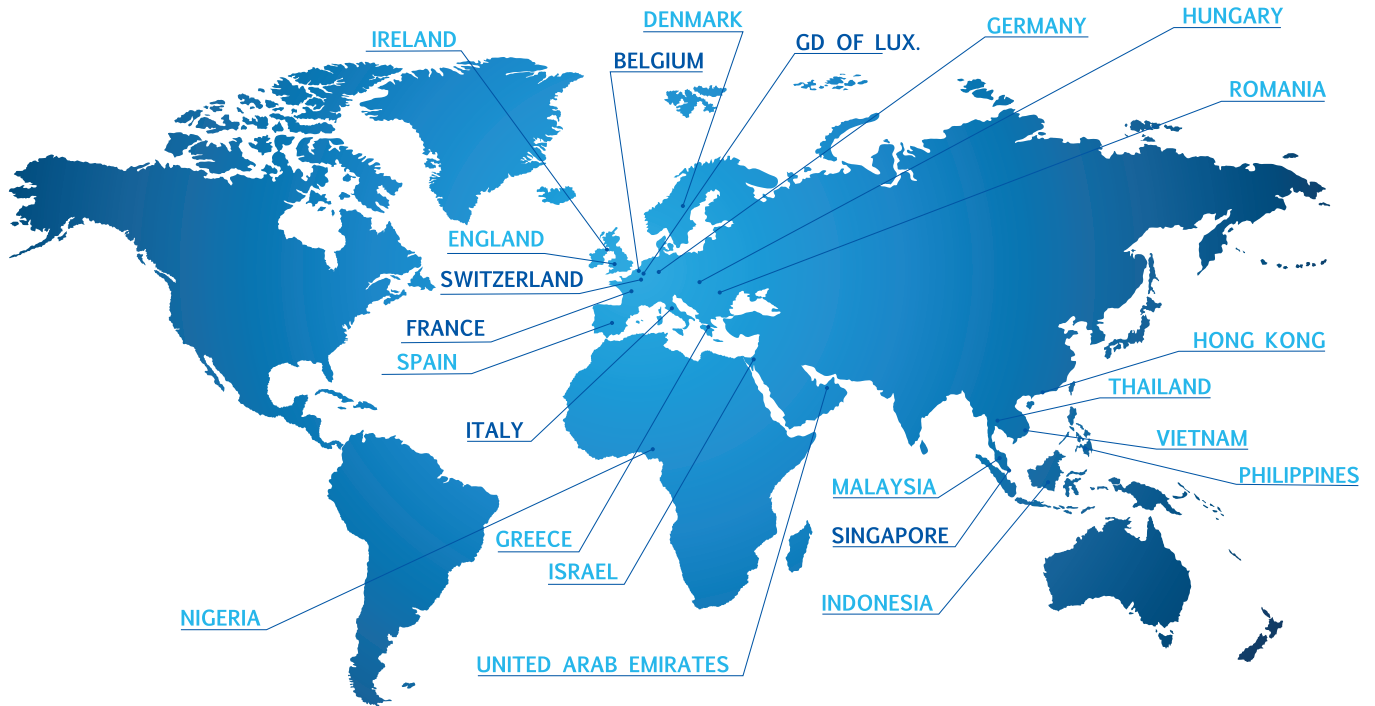 DENMARK
HUNGARY
GERMANY
IRELAND
GD OF LUX.
BELGIUM
ROMANIA
ENGLAND
SWITZERLAND
FRANCE
HONG KONG
SPAIN
THAILAND
ITALY
VIETNAM
PHILIPPINES
MALAYSIA
SINGAPORE
GREECE
ISRAEL
INDONESIA
NIGERIA
UNITED ARAB EMIRATES